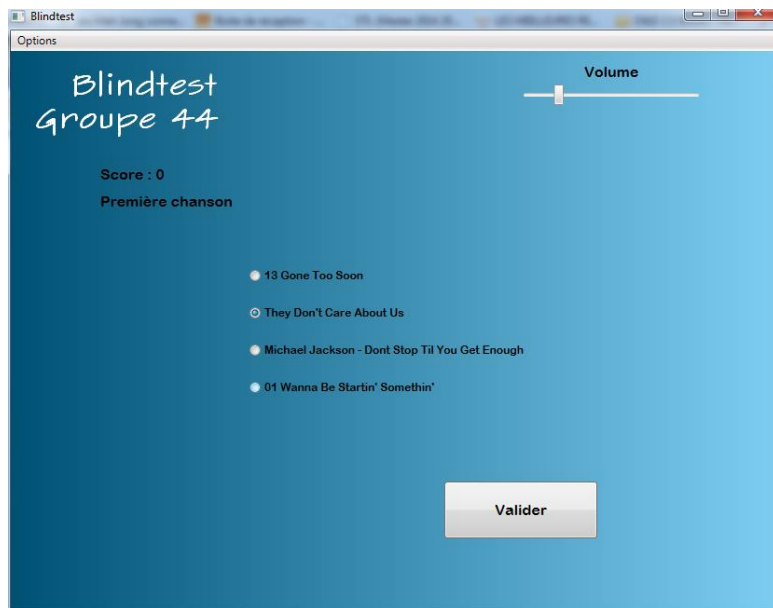 Blindtest
Options
Blindtest
Groupe 44
Volume
Score : 0
Première chanson
13 Gone Too Soon
They Don't Care About Us
Michael Jackson - Dont Stop Til You Get Enough
01 Wanna Be Startin' Somethin'
Valider